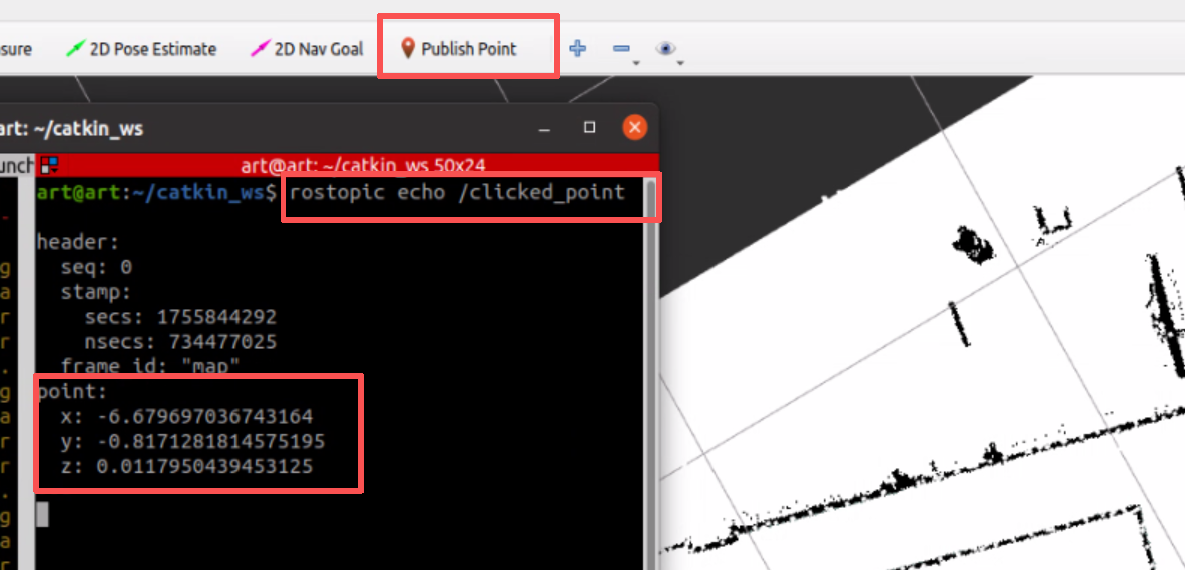 sure 2D Pose Estimate 2D Nav Goal Publish Point
art: ~/catkin_ws
unch art@art: ~/catkin_ws 50x24
art@art:~/catkin_ws$ rostopic echo /clicked_point
header:
seq: 0
stamp:
secs: 1755844292
nsecs: 734477025
frame_id: "map"
point:
x: -6.679697036743164
y: -0.8171281814575195
z: 0.0117950439453125